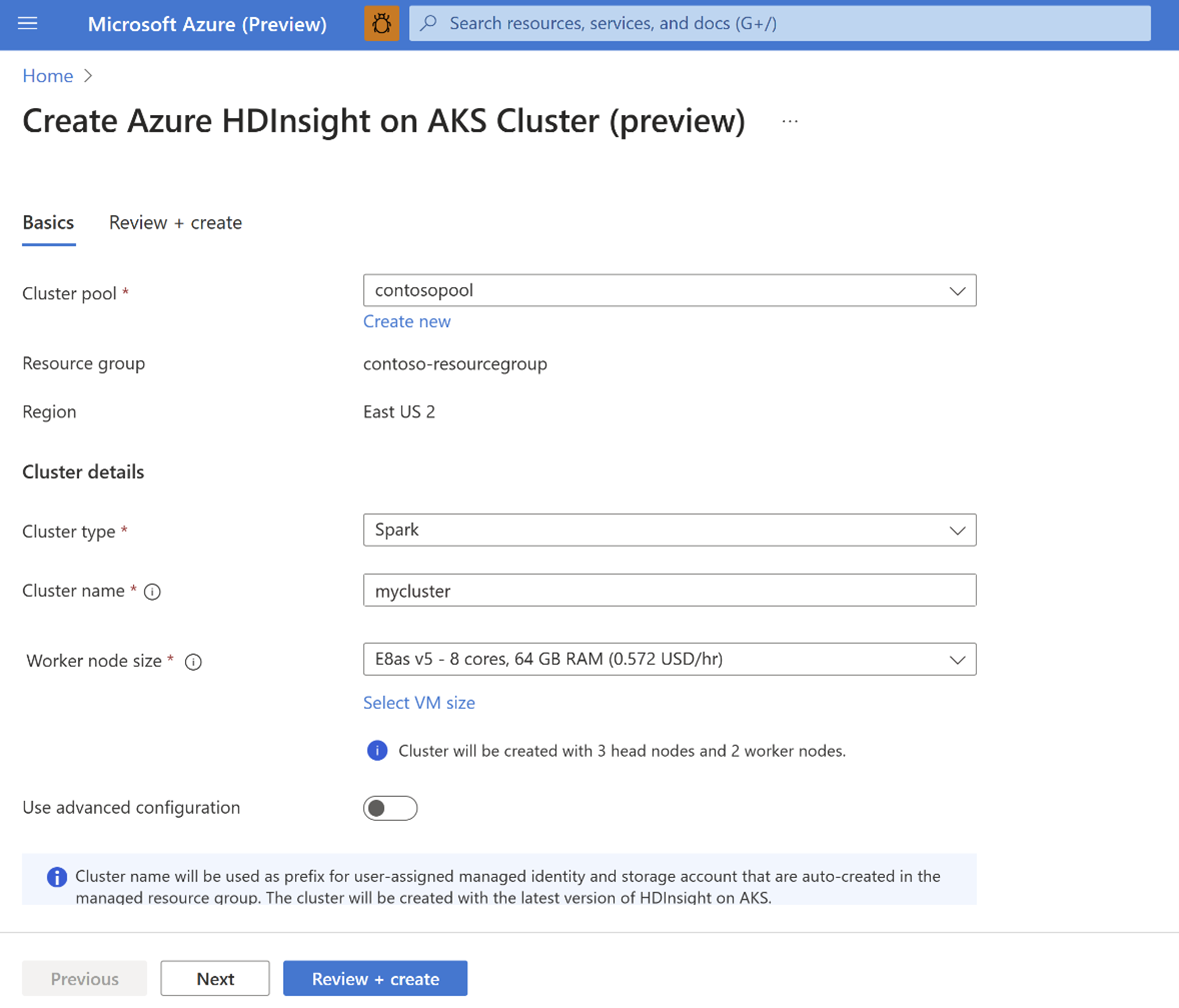 Microsoft Azure (Preview)
Search resources, services, and docs (G+/)
Home
Create Azure HDInsight on AKS Cluster (preview) ...
Basics Review + create
Cluster pool * contosopool
Create new
Resource group contoso-resourcegroup
Region East US 2
Cluster details
Cluster type * Spark
Cluster name * mycluster
Worker node size * E8as v5 - 8 cores, 64 GB RAM (0.572 USD/hr)
Select VM size
Cluster will be created with 3 head nodes and 2 worker nodes.
Use advanced configuration
Cluster name will be used as prefix for user-assigned managed identity and storage account that are auto-created in the
managed resource group. The cluster will be created with the latest version of HDInsight on AKS.
Previous Next Review + create